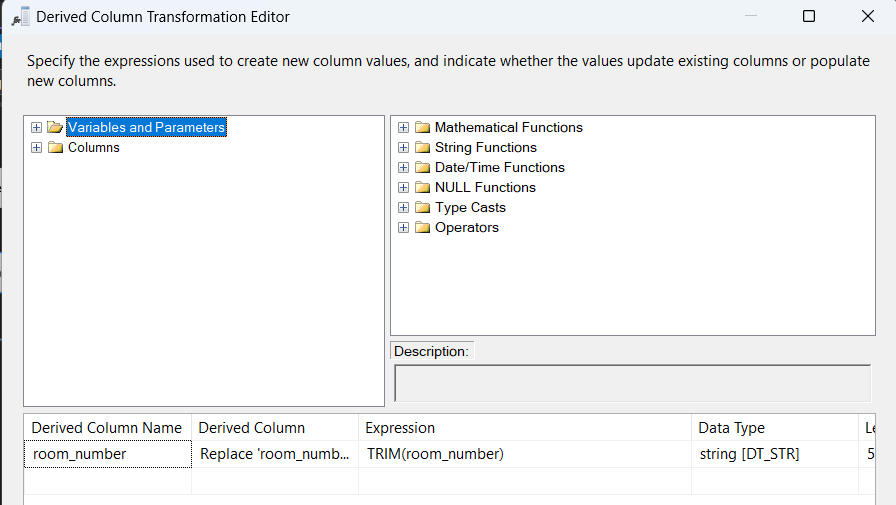 Derived Column Transformation Editor
Specify the expressions used to create new column values, and indicate whether the values update existing columns or populate
new columns.
Variables and Parameters
Columns
Mathematical Functions
String Functions
Date/Time Functions
NULL Functions
Type Casts
Operators
Description:
Derived Column Name Derived Column Expression Data Type Le
room_number Replace 'room_numb... TRIM(room_number) string [DT_STR] 5